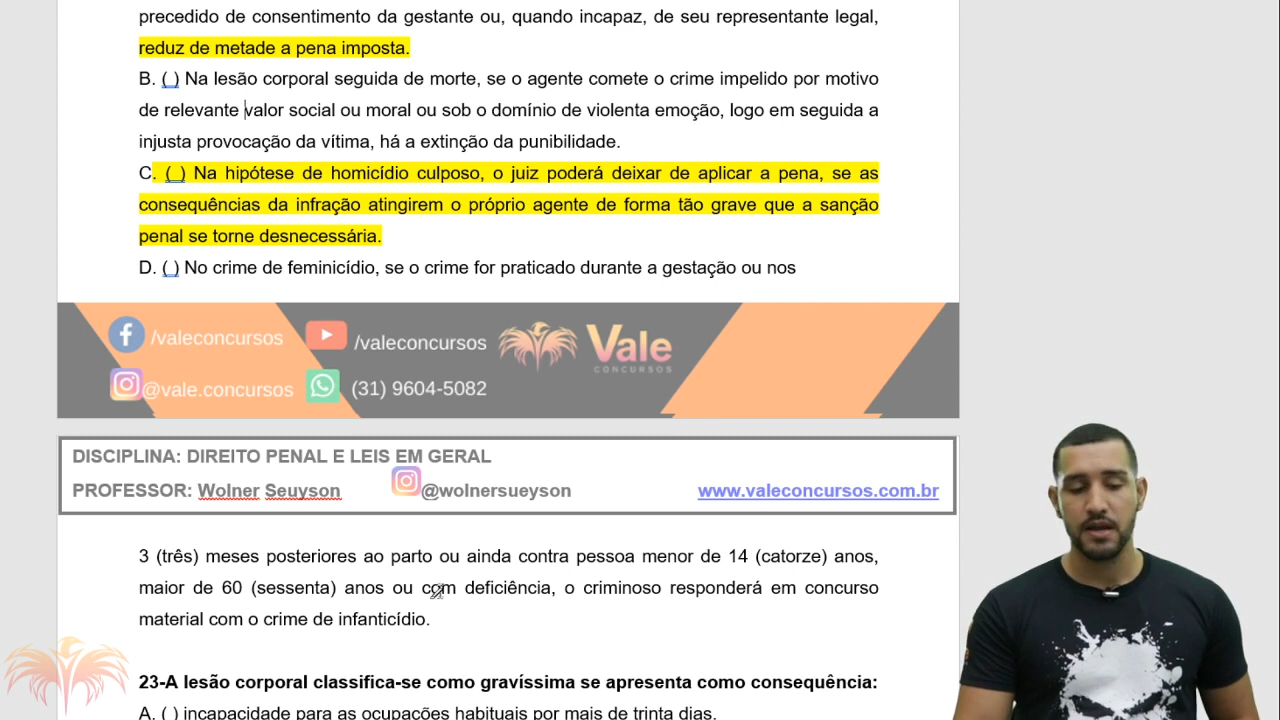 precedido de consentimento da gestante ou, quando incapaz, de seu representante legal,
reduz de metade a pena imposta.
B. ( ) Na lesão corporal seguida de morte, se o agente comete o crime impelido por motivo
de relevante valor social ou moral ou sob o domínio de violenta emoção, logo em seguida a
injusta provocação da vítima, há a extinção da punibilidade.
C. ( ) Na hipótese de homicídio culposo, o juiz poderá deixar de aplicar a pena, se as
consequências da infração atingirem o próprio agente de forma tão grave que a sanção
penal se torne desnecessária.
D. ( ) No crime de feminicídio, se o crime for praticado durante a gestação ou nos
/valeconcursos /valeconcursos Vale
CONCURSOS
@vale.concursos (31) 9604-5082
DISCIPLINA: DIREITO PENAL E LEIS EM GERAL
PROFESSOR: Wolner Seuyson @wolnersueyson www.valeconcursos.com.br
3 (três) meses posteriores ao parto ou ainda contra pessoa menor de 14 (catorze) anos,
maior de 60 (sessenta) anos ou com deficiência, o criminoso responderá em concurso
material com o crime de infanticídio.
23-A lesão corporal classifica-se como gravíssima se apresenta como consequência:
A. ( ) incapacidade para as ocupações habituais por mais de trinta dias.